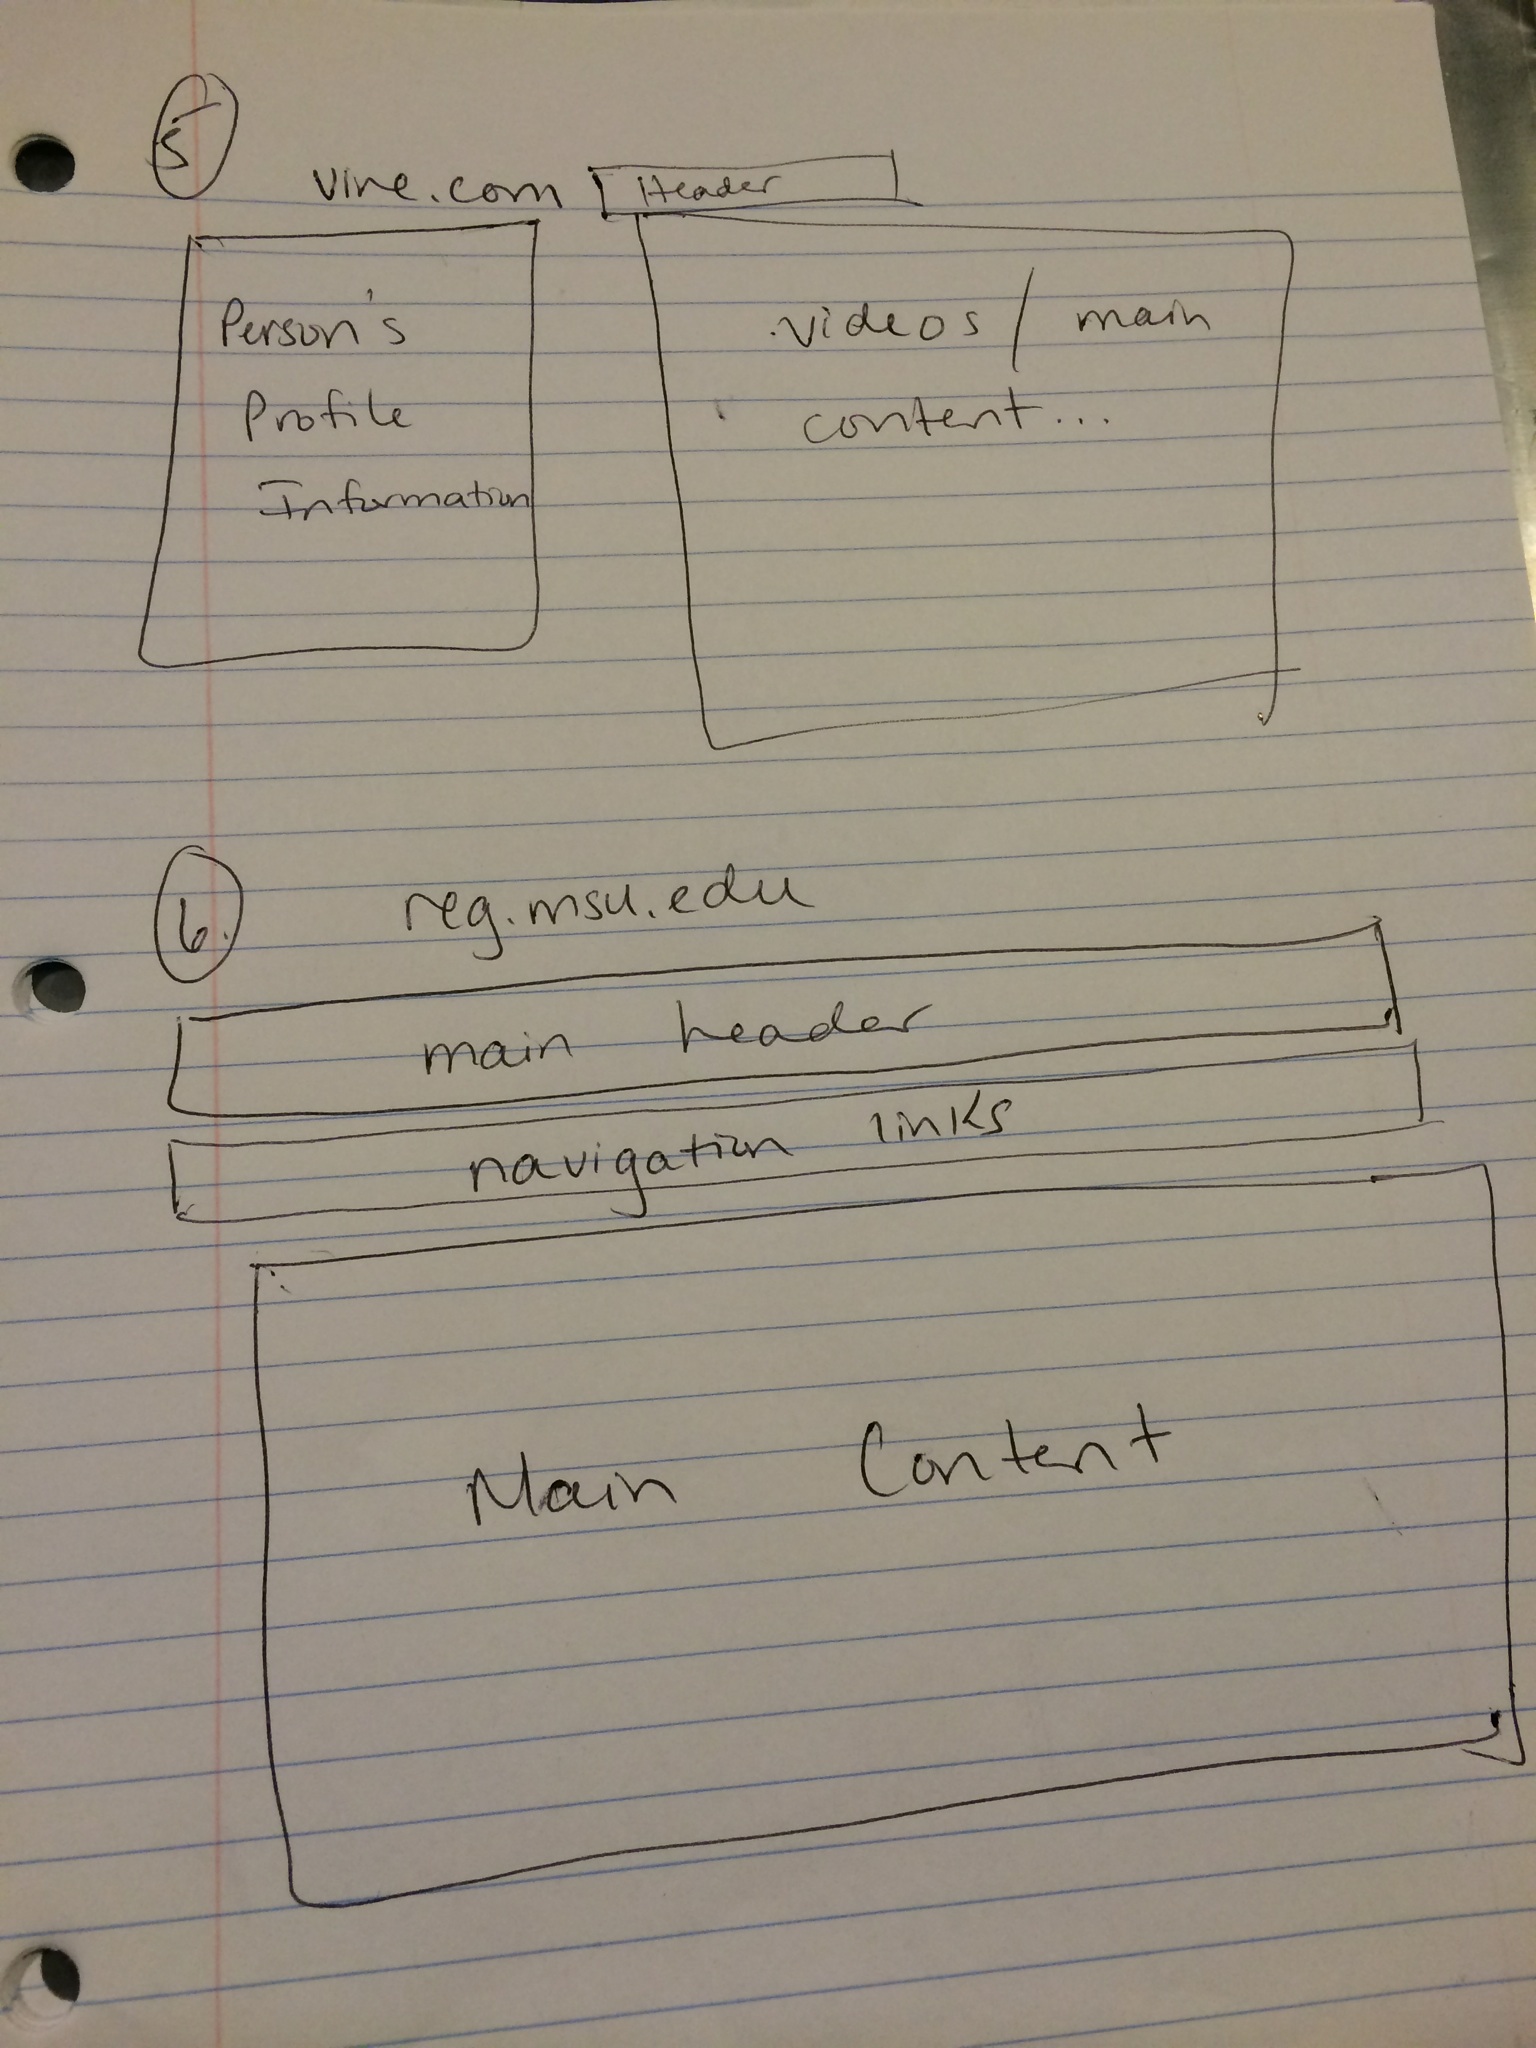 5
vine.com Header
Person's
Profile
Information
videos / main
content...
6.
reg.msu.edu
main header
navigation links
Main Content